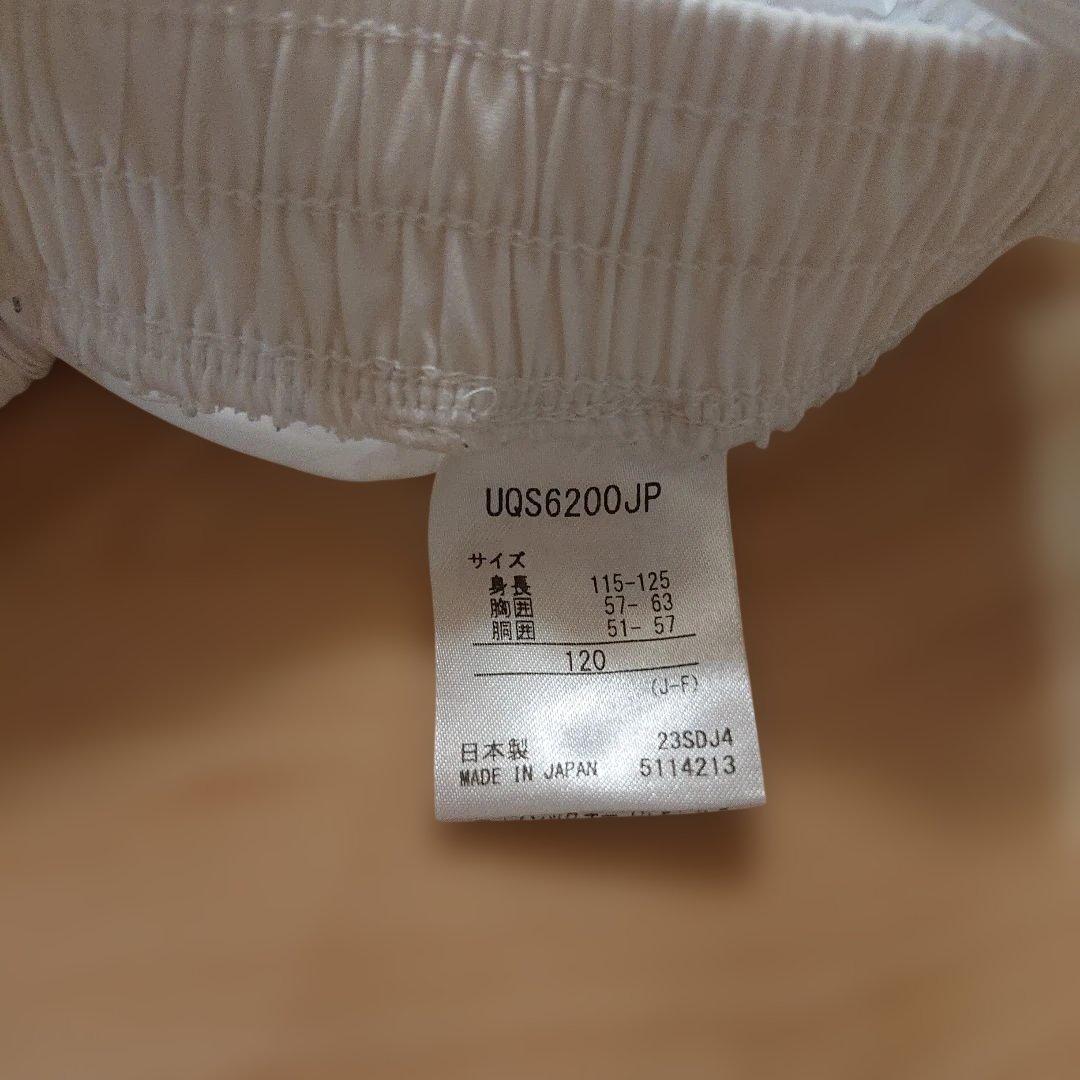 UQS6200JP
サイズ
身長 115-125
胸囲 57- 63
胴囲 51- 57
120
(J-F)
日本製 23SDJ4
MADE IN JAPAN 5114213